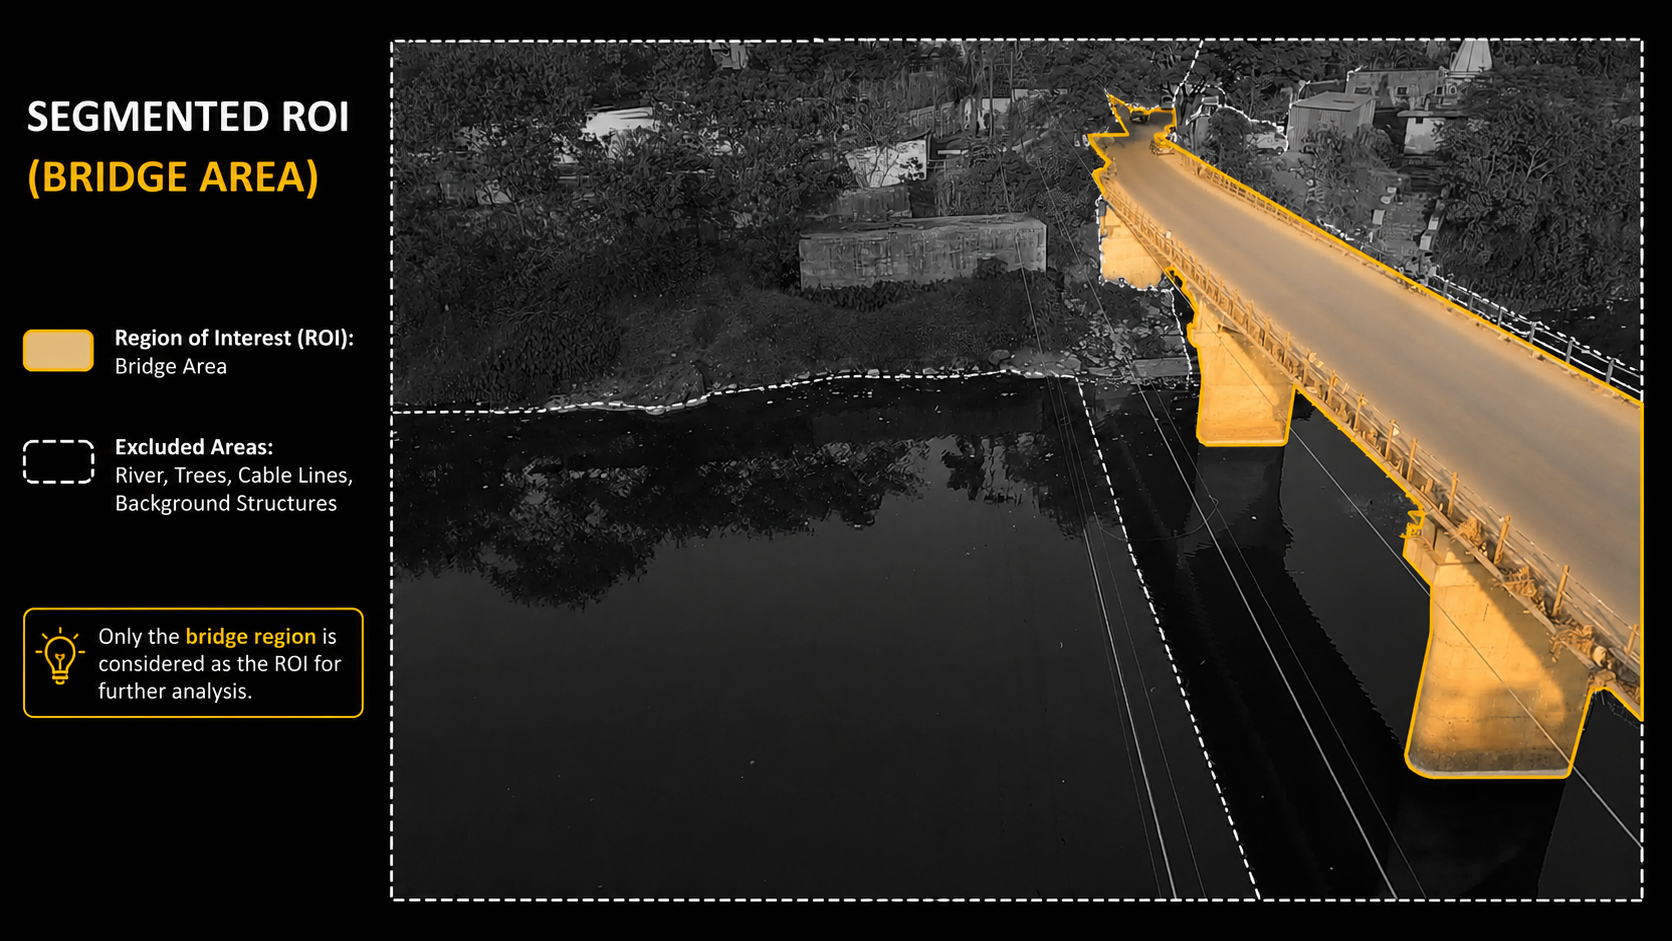 SEGMENTED ROI
(BRIDGE AREA)
Region of Interest (ROI):
Bridge Area
Excluded Areas:
River, Trees, Cable Lines,
Background Structures
Only the bridge region is
considered as the ROI for
further analysis.